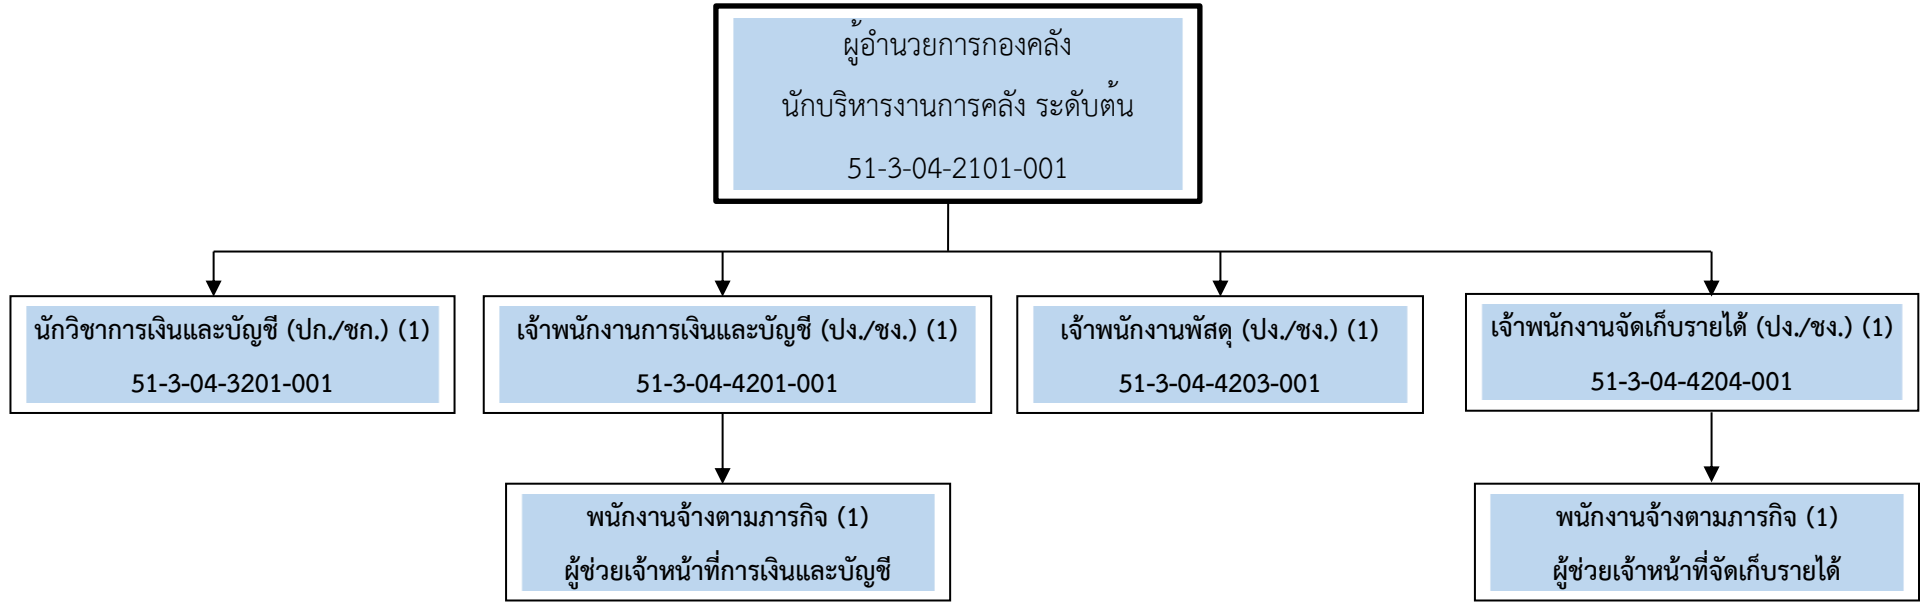 ผู้อำนวยการกองคลัง
นักบริหารงานการคลัง ระดับต้น
51-3-04-2101-001
นักวิชาการเงินและบัญชี (ปก./ชก.) (1)
51-3-04-3201-001
เจ้าพนักงานการเงินและบัญชี (ปง./ชง.) (1)
51-3-04-4201-001
เจ้าพนักงานพัสดุ (ปง./ชง.) (1)
51-3-04-4203-001
เจ้าพนักงานจัดเก็บรายได้ (ปง./ชง.) (1)
51-3-04-4204-001
พนักงานจ้างตามภารกิจ (1)
ผู้ช่วยเจ้าหน้าที่การเงินและบัญชี
พนักงานจ้างตามภารกิจ (1)
ผู้ช่วยเจ้าหน้าที่จัดเก็บรายได้